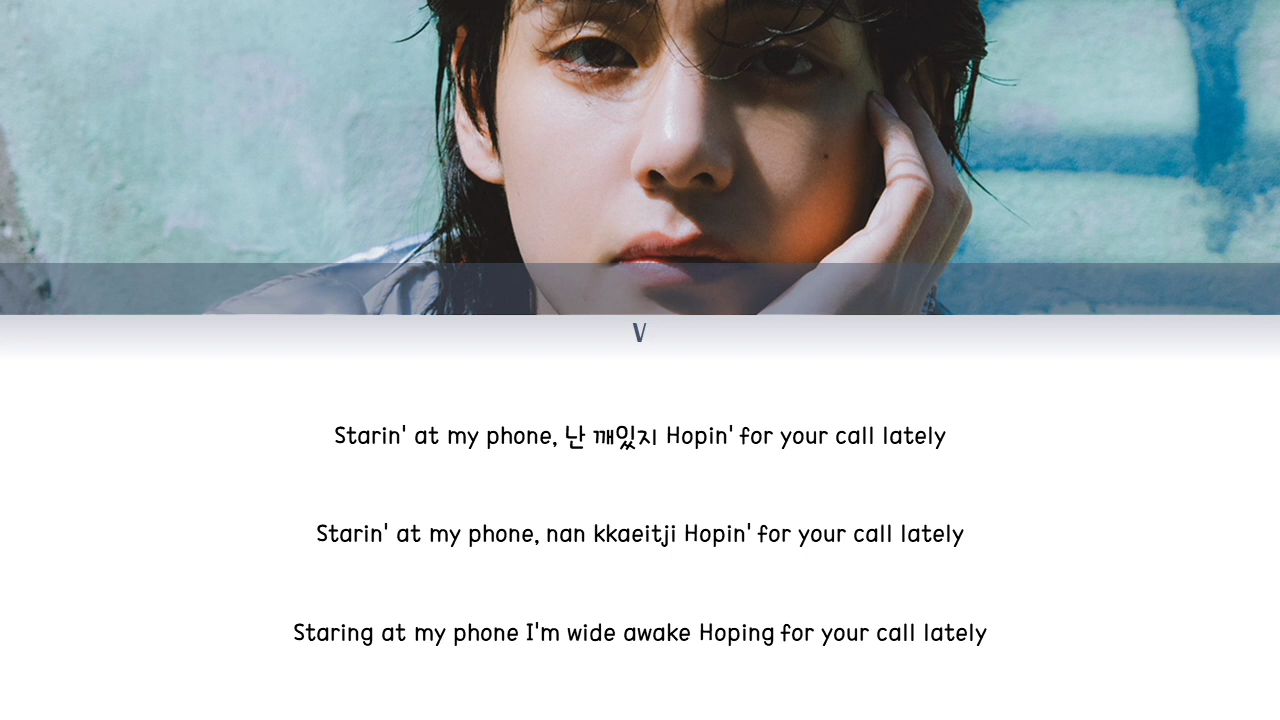 V
Starin' at my phone, 난 깨있지 Hopin' for your call lately
Starin' at my phone, nan kkaeitji Hopin' for your call lately
Staring at my phone I'm wide awake Hoping for your call lately